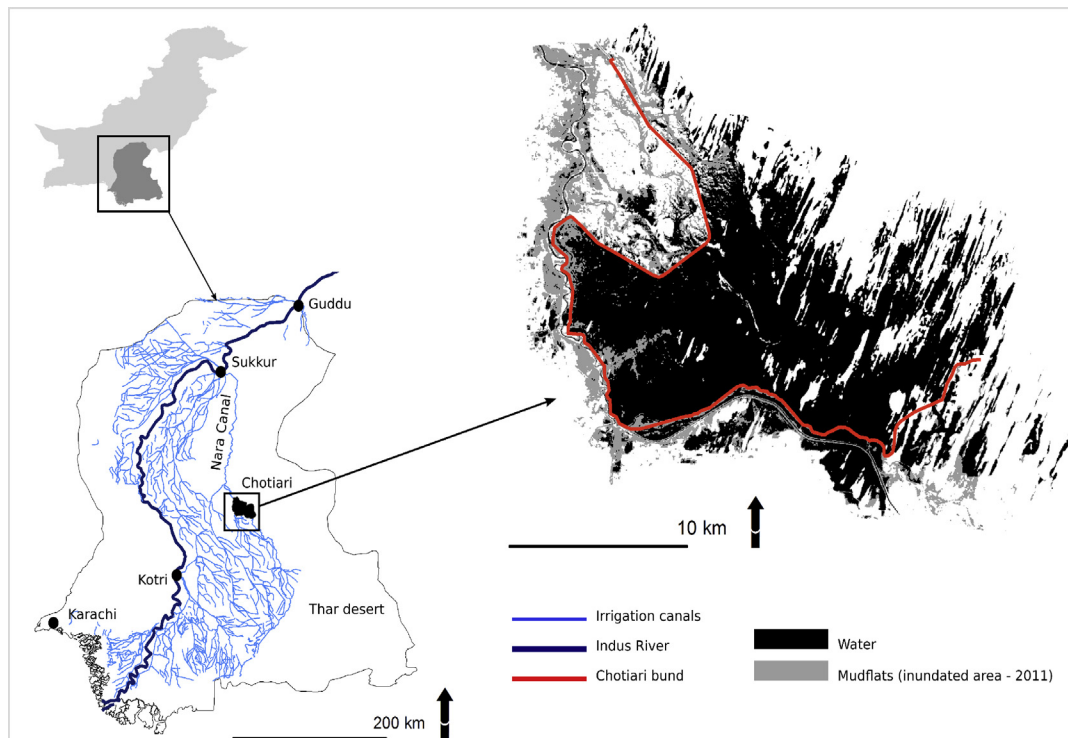 Guddu
Sukkur
Nara Canal
Chotiari
Kotri
Karachi
Thar desert
200 km
10 km
Irrigation canals
Indus River
Chotiari bund
Water
Mudflats (inundated area - 2011)